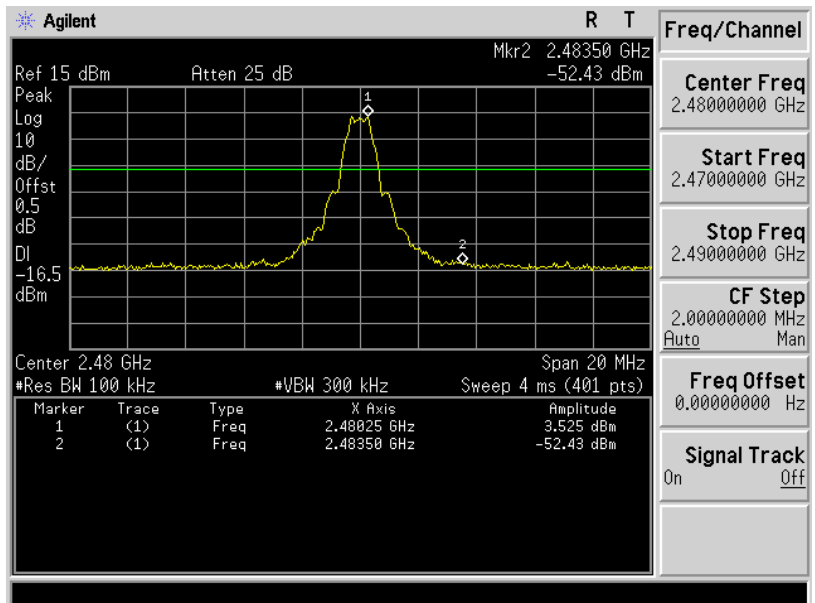 Agilent
R T
Mkr2 2.48350 GHz
Ref 15 dBm Atten 25 dB -52.43 dBm
Peak
Log
10
dB/
Offst
0.5
dB
DI
-16.5
dBm
1
2
Center 2.48 GHz Span 20 MHz
#Res BW 100 kHz #VBW 300 kHz Sweep 4 ms (401 pts)
Marker Trace Type X Axis Amplitude
1 (1) Freq 2.48025 GHz 3.525 dBm
2 (1) Freq 2.48350 GHz -52.43 dBm
Freq/Channel
Center Freq
2.48000000 GHz
Start Freq
2.47000000 GHz
Stop Freq
2.49000000 GHz
CF Step
2.00000000 MHz
Auto Man
Freq Offset
0.00000000 Hz
Signal Track
On Off